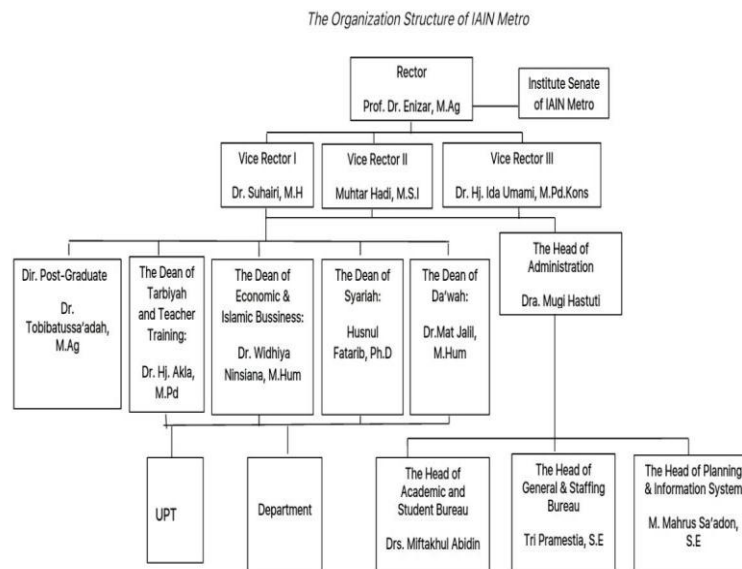 The Organization Structure of IAIN Metro
Rector
Prof. Dr. Enizar, M.Ag
Institute Senate
of IAIN Metro
Vice Rector I
Dr. Suhairi, M.H
Vice Rector II
Muhtar Hadi, M.S.I
Vice Rector III
Dr. Hj. Ida Umami, M.Pd.Kons
Dir. Post-Graduate
Dr.
Tobibatussa'adah,
M.Ag
The Dean of
Tarbiyah
and Teacher
Training:
Dr. Hj. Akla,
M.Pd
The Dean of
Economic &
Islamic Bussiness:
Dr. Widhiya
Ninsiana, M.Hum
The Dean of
Syariah:
Husnul
Fatarib, Ph.D
The Dean of
Da'wah:
Dr.Mat Jalil,
M.Hum
The Head of
Administration
Dra. Mugi Hastuti
UPT
Department
The Head of
Academic and
Student Bureau
Drs. Miftakhul Abidin
The Head of
General & Staffing
Bureau
Tri Pramestia, S.E
The Head of Planning
& Information System
M. Mahrus Sa'adon,
S.E